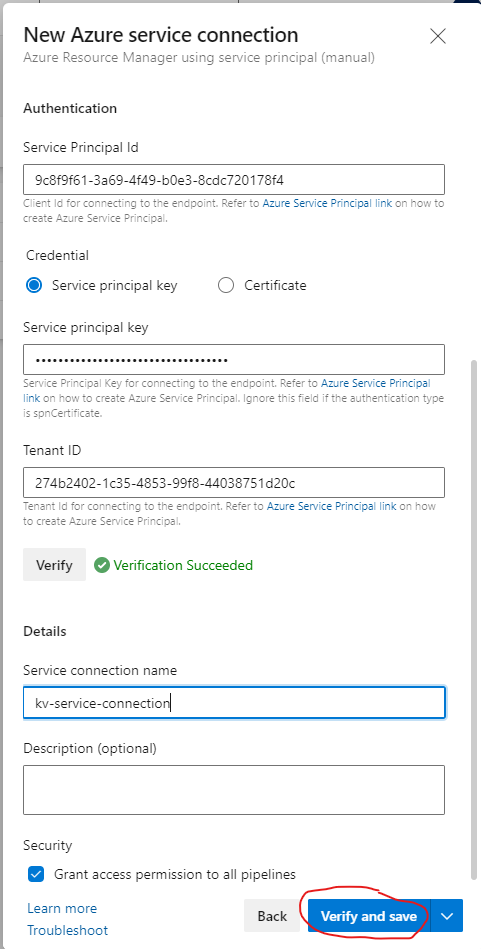 New Azure service connection
Azure Resource Manager using service principal (manual)
Authentication
Service Principal Id
9c8f9f61-3a69-4f49-b0e3-8cdc720178f4
Client Id for connecting to the endpoint. Refer to Azure Service Principal link on how to
create Azure Service Principal.
Credential
Service principal key
Certificate
Service principal key
••••••••••••••••••••••••••••••••••
Service Principal Key for connecting to the endpoint. Refer to Azure Service Principal
link on how to create Azure Service Principal. Ignore this field if the authentication type
is spnCertificate.
Tenant ID
274b2402-1c35-4853-99f8-44038751d20c
Tenant Id for connecting to the endpoint. Refer to Azure Service Principal link on how
to create Azure Service Principal.
Verify
Verification Succeeded
Details
Service connection name
kv-service-connection
Description (optional)
Security
Grant access permission to all pipelines
Learn more
Troubleshoot
Back
Verify and save